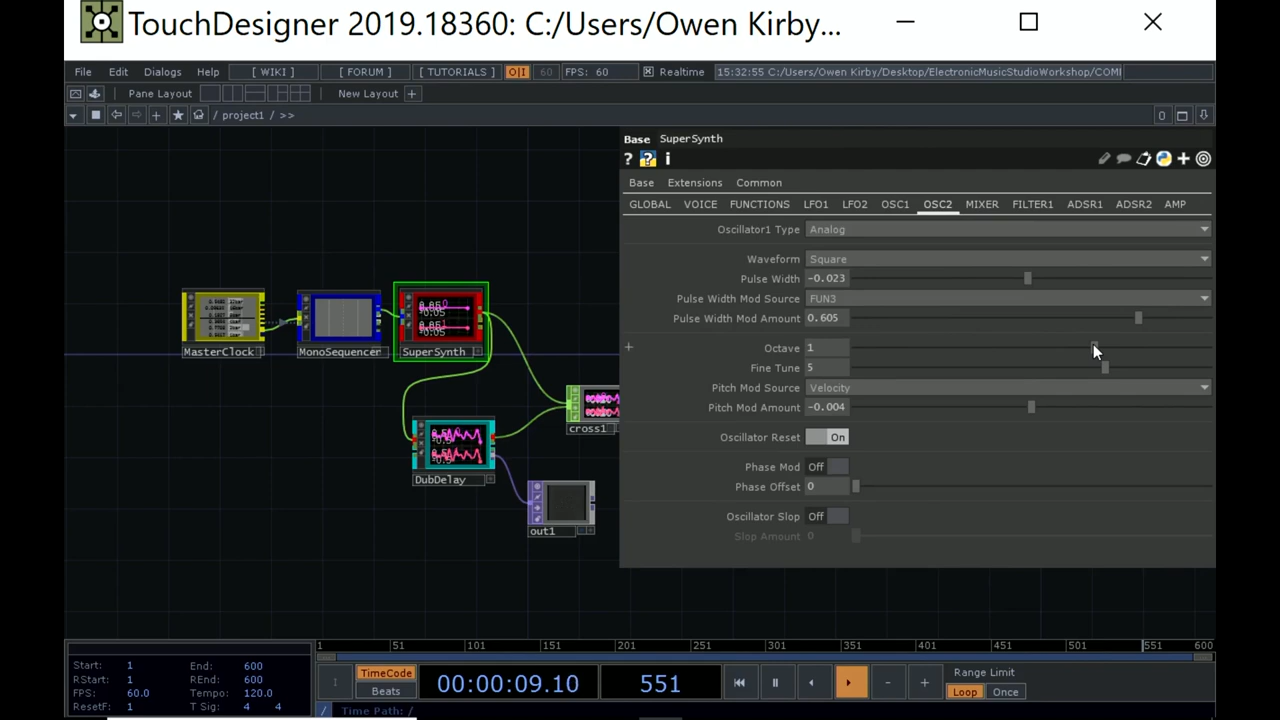 TouchDesigner 2019.18360: C:/Users/Owen Kirby/Desktop...
File Edit Dialogs Help [ WIKI ] [ FORUM ] [ TUTORIALS ] O|I 60 FPS: 60 Realtime 15:32:55 C:/Users/Owen Kirby/Desktop/ElectronicMusicStudioWorkshop/COM
Pane Layout New Layout +
/ project1 / >> 0
Base SuperSynth
? ? i
Base Extensions Common
GLOBAL VOICE FUNCTIONS LFO1 LFO2 OSC1 OSC2 MIXER FILTER1 ADSR1 ADSR2 AMP
Oscillator1 Type Analog
Waveform Square
Pulse Width -0.023
Pulse Width Mod Source FUN3
Pulse Width Mod Amount 0.605
Octave 1
Fine Tune 5
Pitch Mod Source Velocity
Pitch Mod Amount -0.004
Oscillator Reset On
Phase Mod Off
Phase Offset 0
Oscillator Slop Off
Slop Amount 0
MasterClock MonoSequencer SuperSynth
cross1
DubDelay
out1
1 51 101 151 201 251 301 351 401 451 501 551 600
Start: 1 End: 600
RStart: 1 REnd: 600
FPS: 60.0 Tempo: 120.0
ResetF: 1 T Sig: 4 4
TimeCode
Beats
00:00:09.10 551
Range Limit
Loop Once
/ Time Path: /